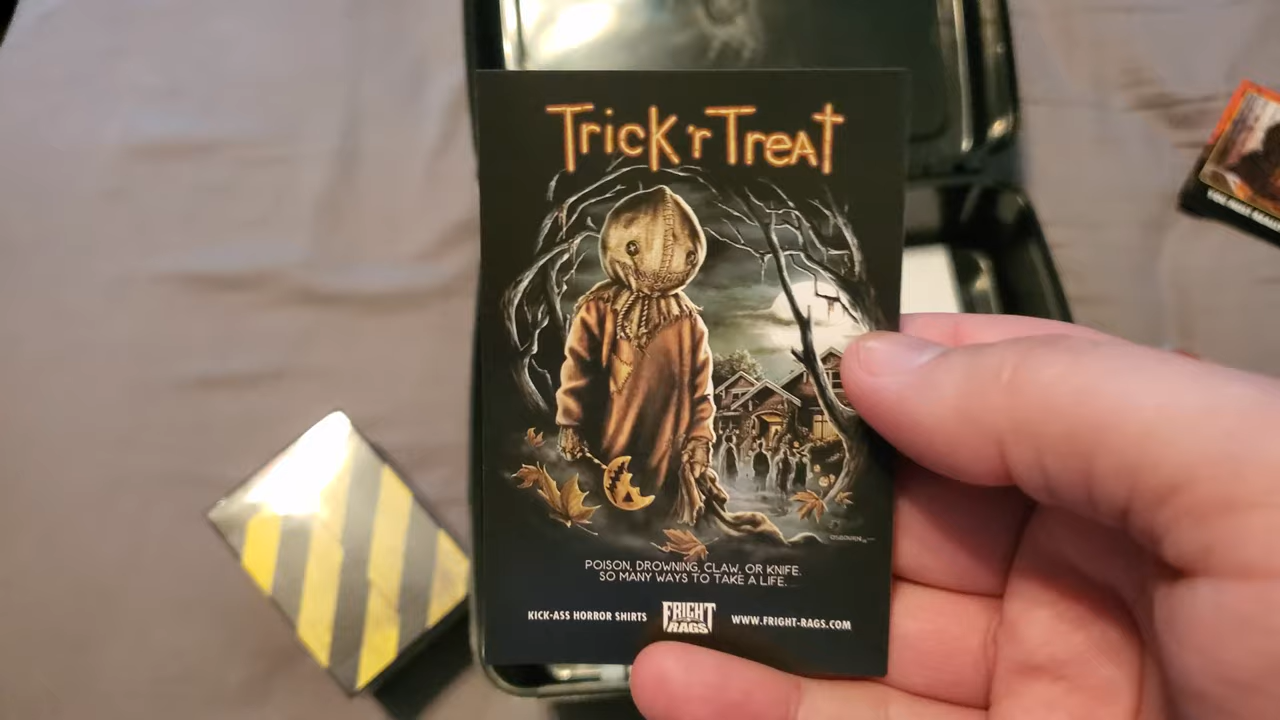 Trick 'r Treat
POISON, DROWNING, CLAW, OR KNIFE.
SO MANY WAYS TO TAKE A LIFE.
KICK-ASS HORROR SHIRTS
FRIGHT
RAGS
WWW.FRIGHT-RAGS.COM